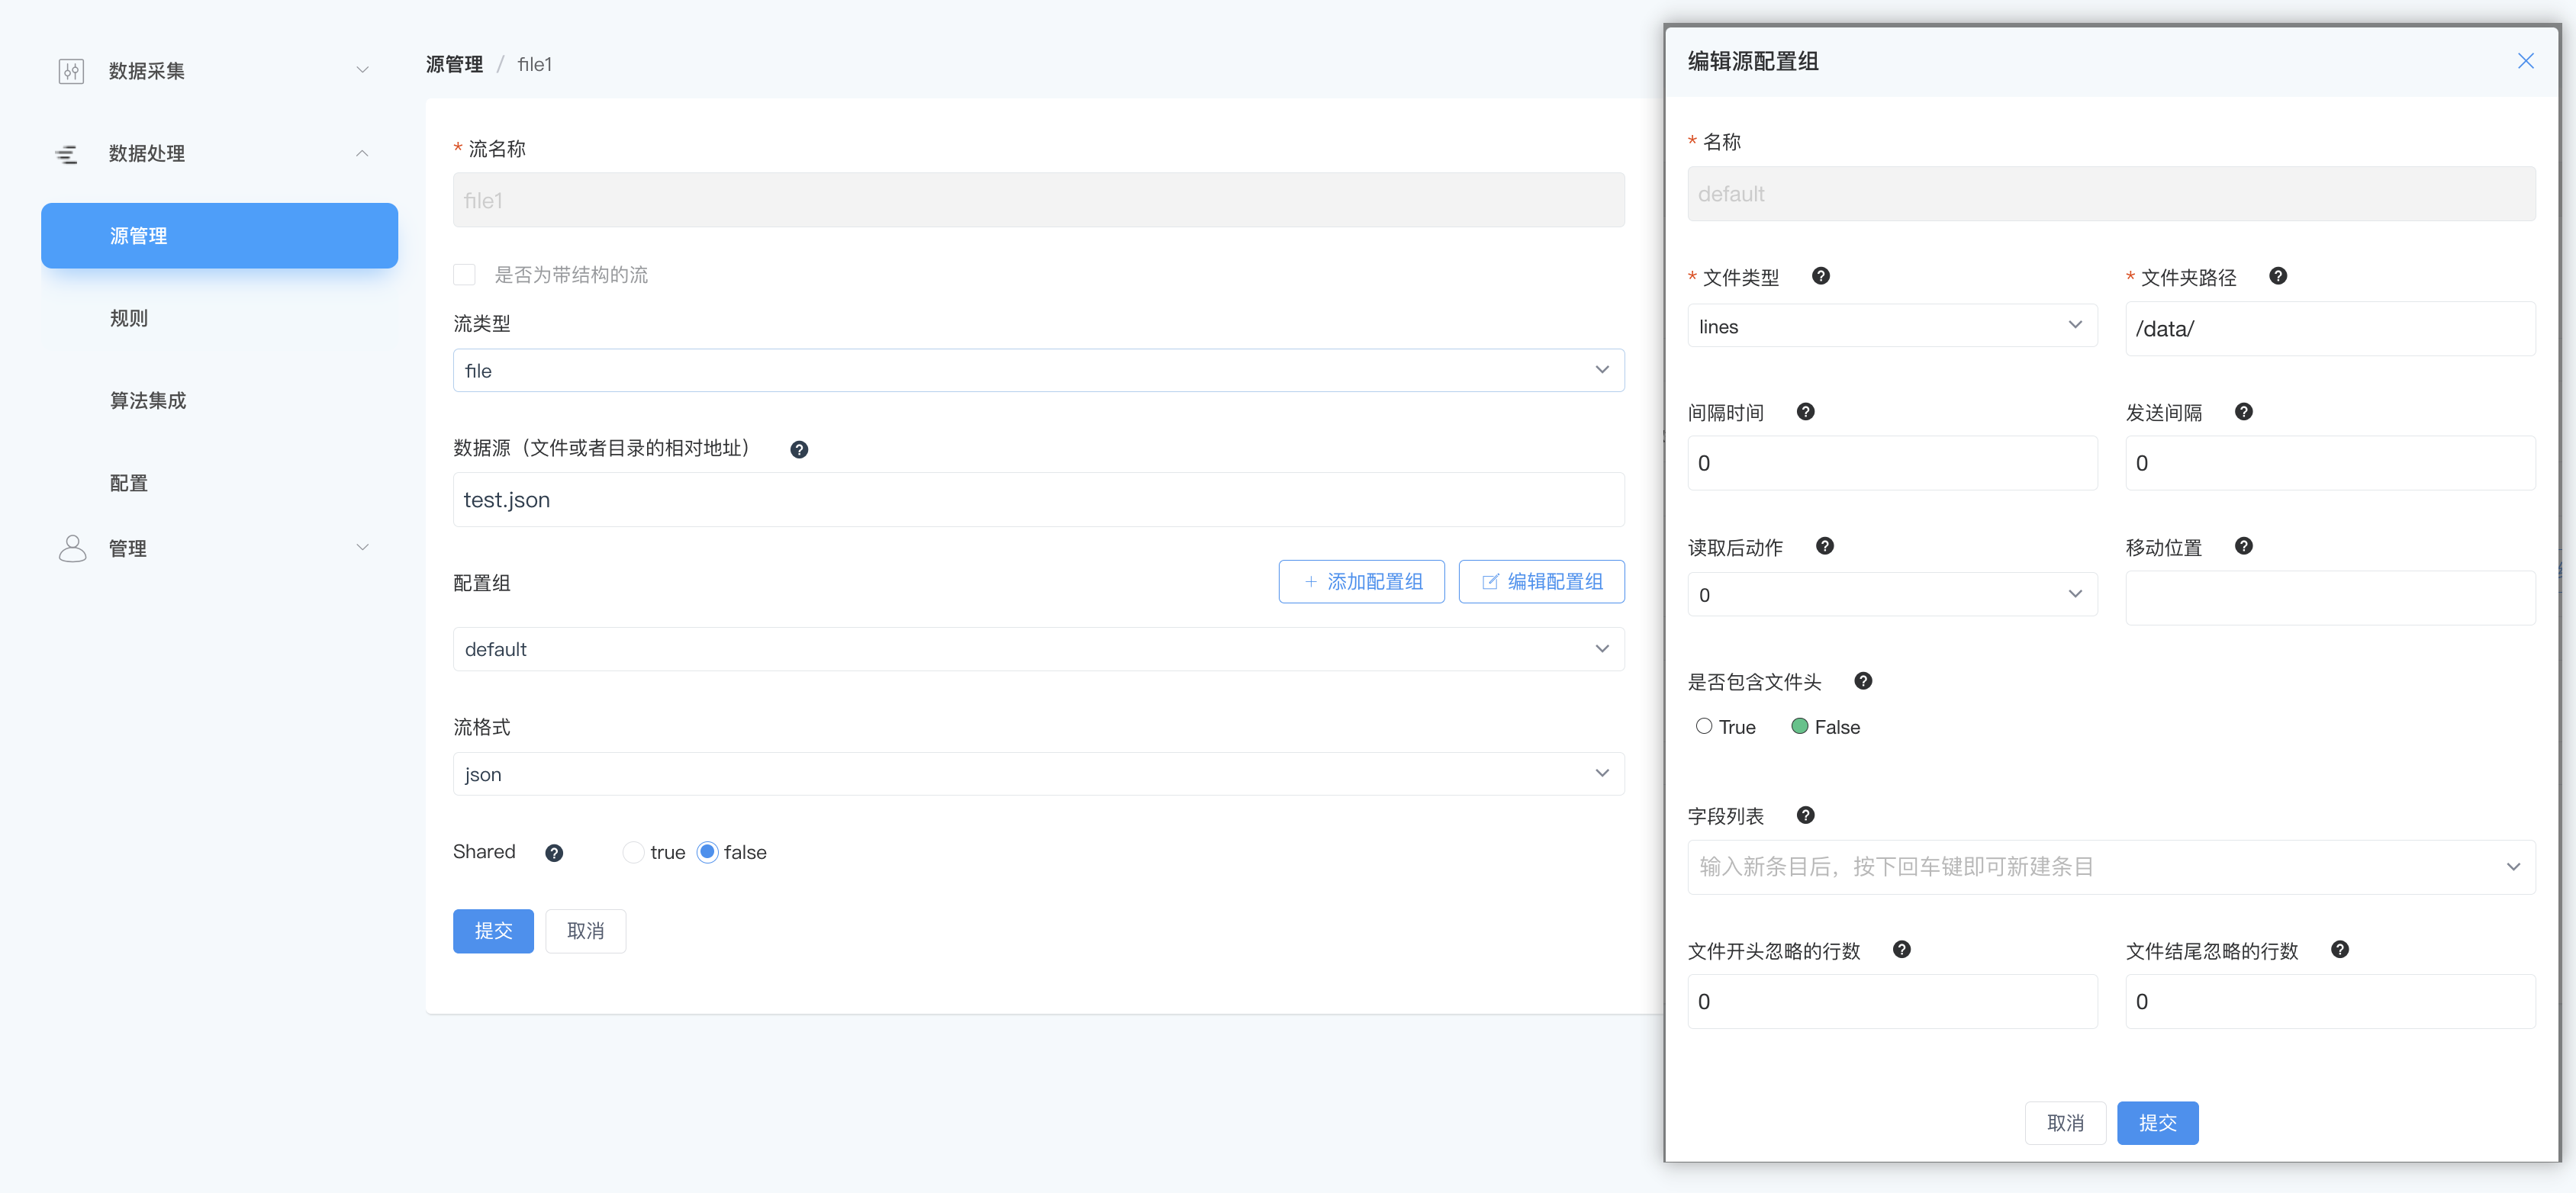 数据采集
数据处理
源管理
规则
算法集成
配置
管理
源管理 / file1
* 流名称
file1
是否为带结构的流
流类型
file
数据源（文件或者目录的相对地址） ?
test.json
配置组
+ 添加配置组 编辑配置组
default
流格式
json
Shared ? true false
提交 取消
编辑源配置组
* 名称
default
* 文件类型 ? * 文件夹路径 ?
lines /data/
间隔时间 ? 发送间隔 ?
0 0
读取后动作 ? 移动位置 ?
0
是否包含文件头 ?
True False
字段列表 ?
输入新条目后，按下回车键即可新建条目
文件开头忽略的行数 ? 文件结尾忽略的行数 ?
0 0
取消 提交